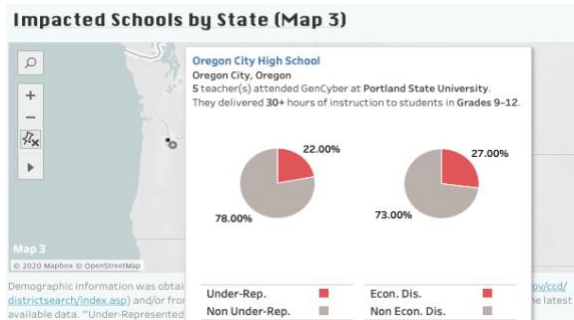 Impacted Schools by State (Map 3)
Oregon City High School
Oregon City, Oregon
5 teacher(s) attended GenCyber at Portland State University.
They delivered 30+ hours of instruction to students in Grades 9–12.
22.00%
78.00%
27.00%
73.00%
Under-Rep.
Non Under-Rep.
Econ. Dis.
Non Econ. Dis.
Map 3
© 2020 Mapbox © OpenStreetMap
Demographic information was obtai
ov/ccd/
districtsearch/index.asp) and/or fro
e latest
available data. "Under-Represented